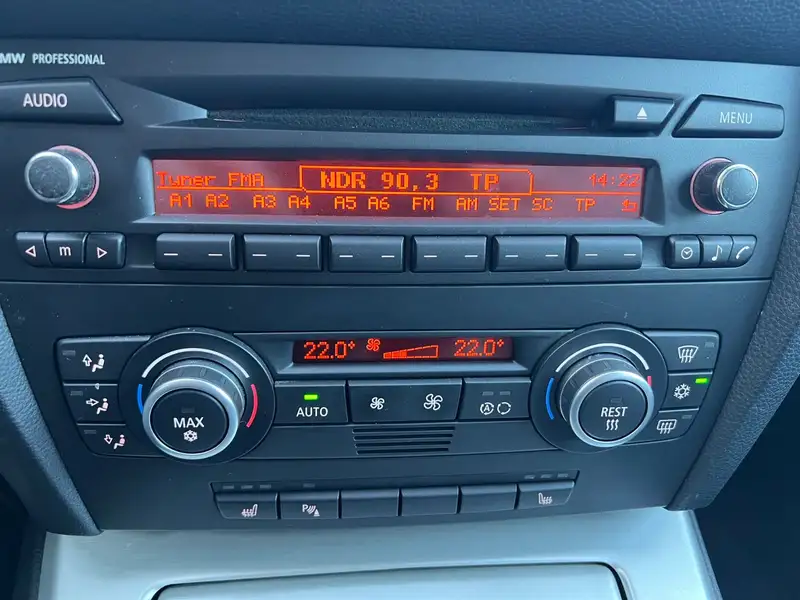 MW PROFESSIONAL
AUDIO
MENU
Tuner FMA NDR 90,3 TP 14:22
A1 A2 A3 A4 A5 A6 FM AM SET SC TP
m
22.0° 22.0°
MAX
AUTO
A
REST
P